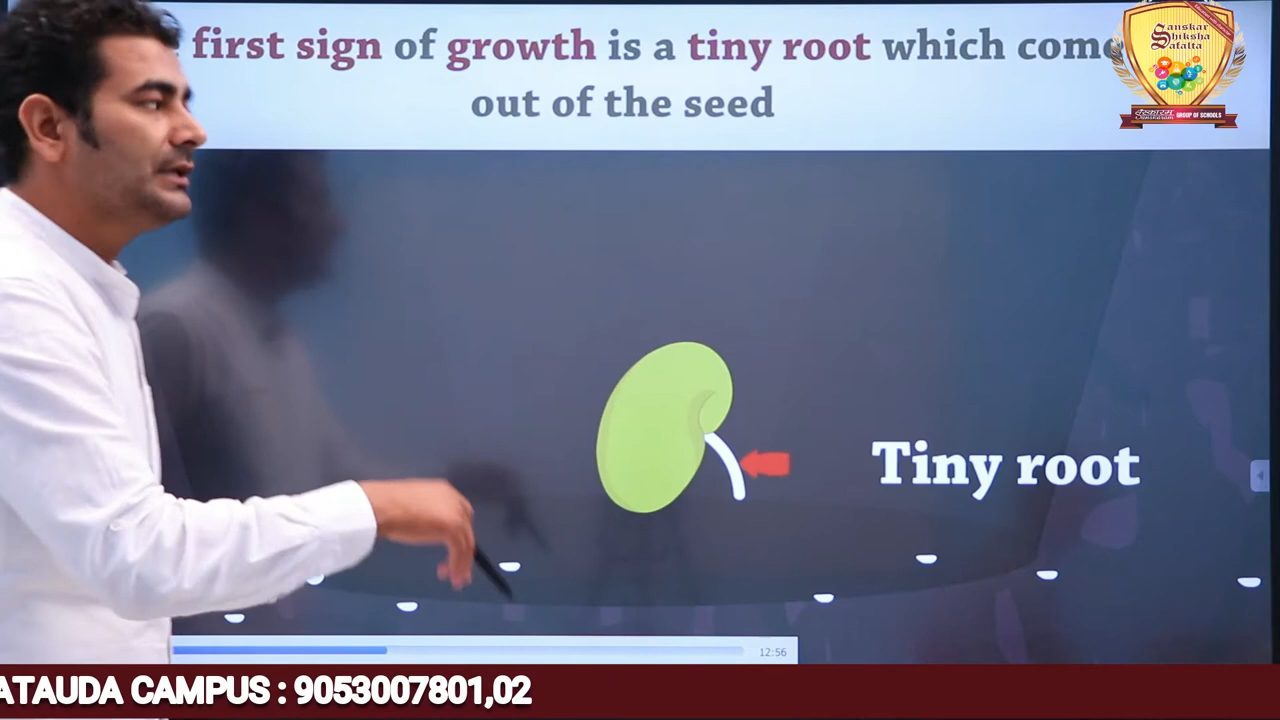 first sign of growth is a tiny root which come
out of the seed
Sanskar
Shiksha
Safalta
GROUP OF SCHOOLS
Tiny root
12:56
ATAUDA CAMPUS : 9053007801,02